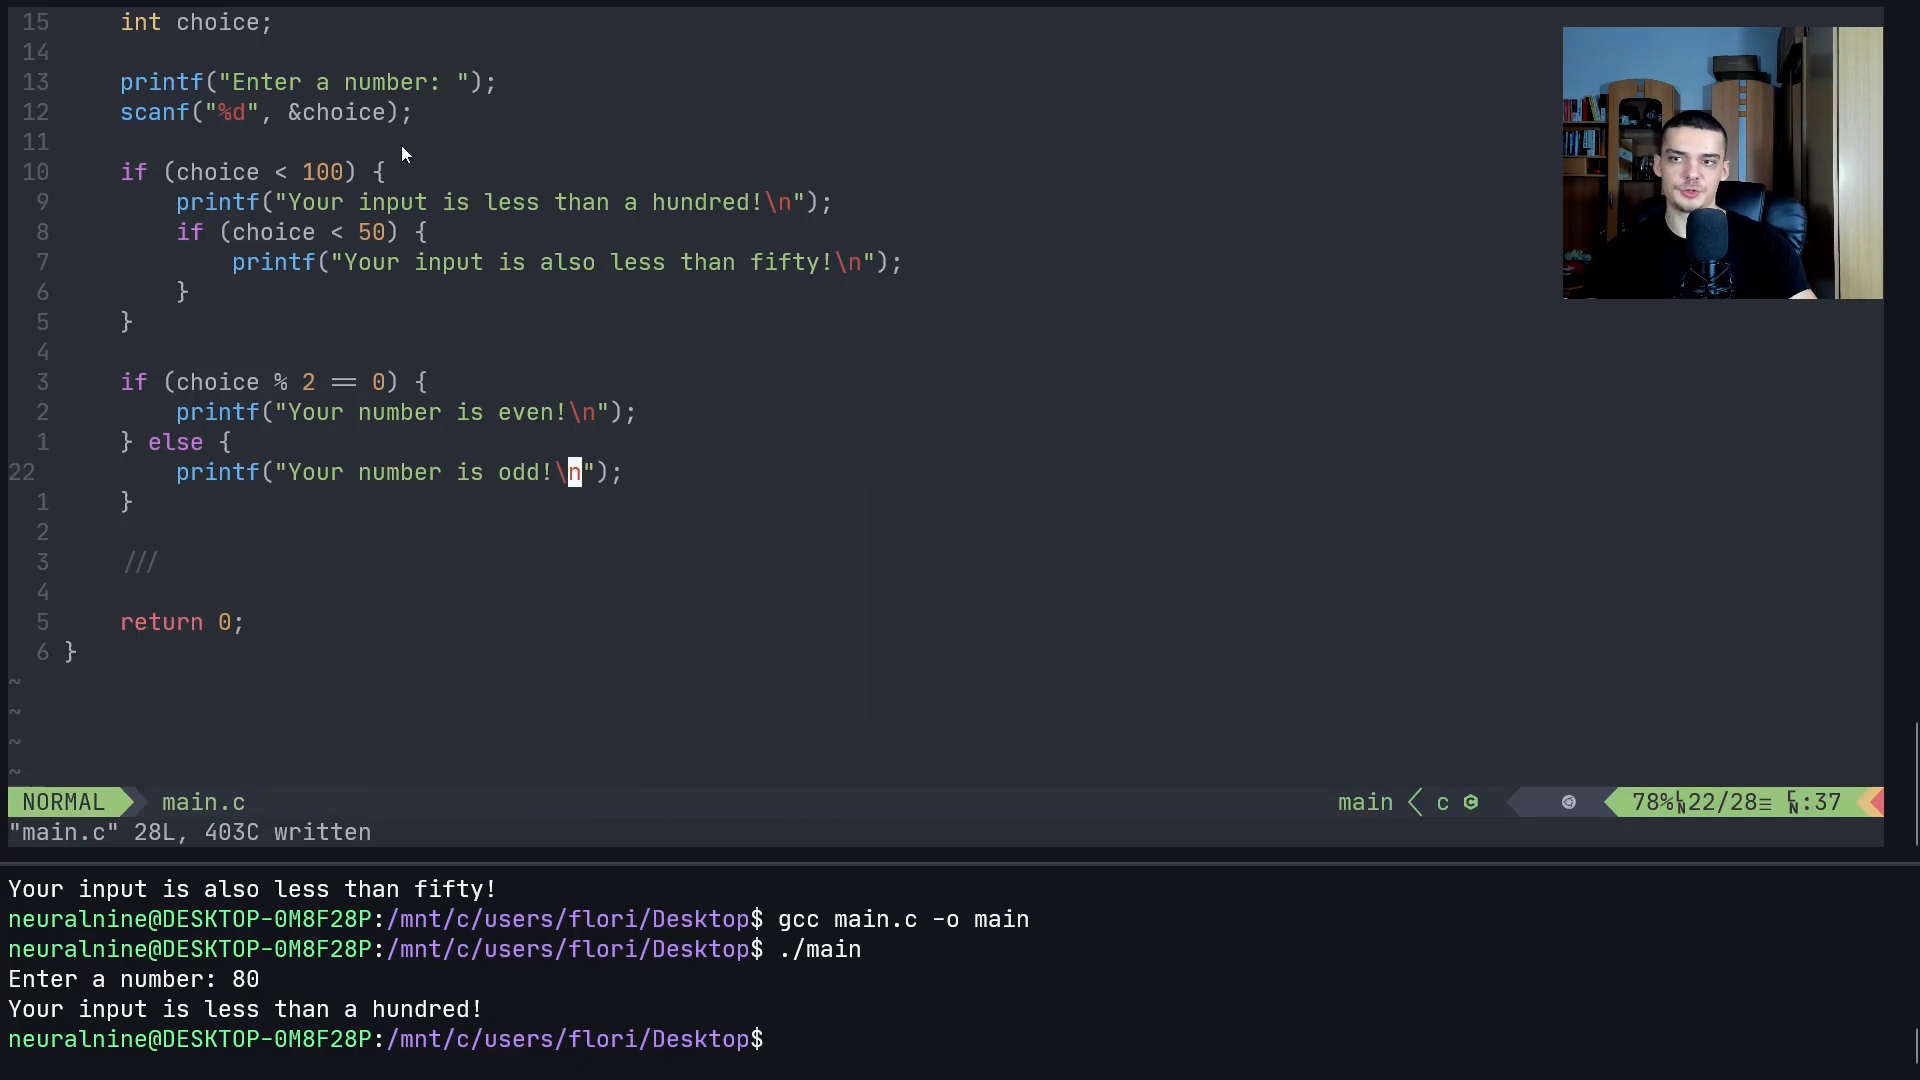 15 int choice;
14
13 printf("Enter a number: ");
12 scanf("%d", &choice);
11
10 if (choice < 100) {
9 printf("Your input is less than a hundred!\n");
8 if (choice < 50) {
7 printf("Your input is also less than fifty!\n");
6 }
5 }
4
3 if (choice % 2 == 0) {
2 printf("Your number is even!\n");
1 } else {
22 printf("Your number is odd!\n");
1 }
2
3 ///
4
5 return 0;
6 }
~
~
~
~
NORMAL main.c main c 78% LN 22/28≡ CN:37
"main.c" 28L, 403C written
Your input is also less than fifty!
neuralnine@DESKTOP-0M8F28P:/mnt/c/users/flori/Desktop$ gcc main.c -o main
neuralnine@DESKTOP-0M8F28P:/mnt/c/users/flori/Desktop$ ./main
Enter a number: 80
Your input is less than a hundred!
neuralnine@DESKTOP-0M8F28P:/mnt/c/users/flori/Desktop$